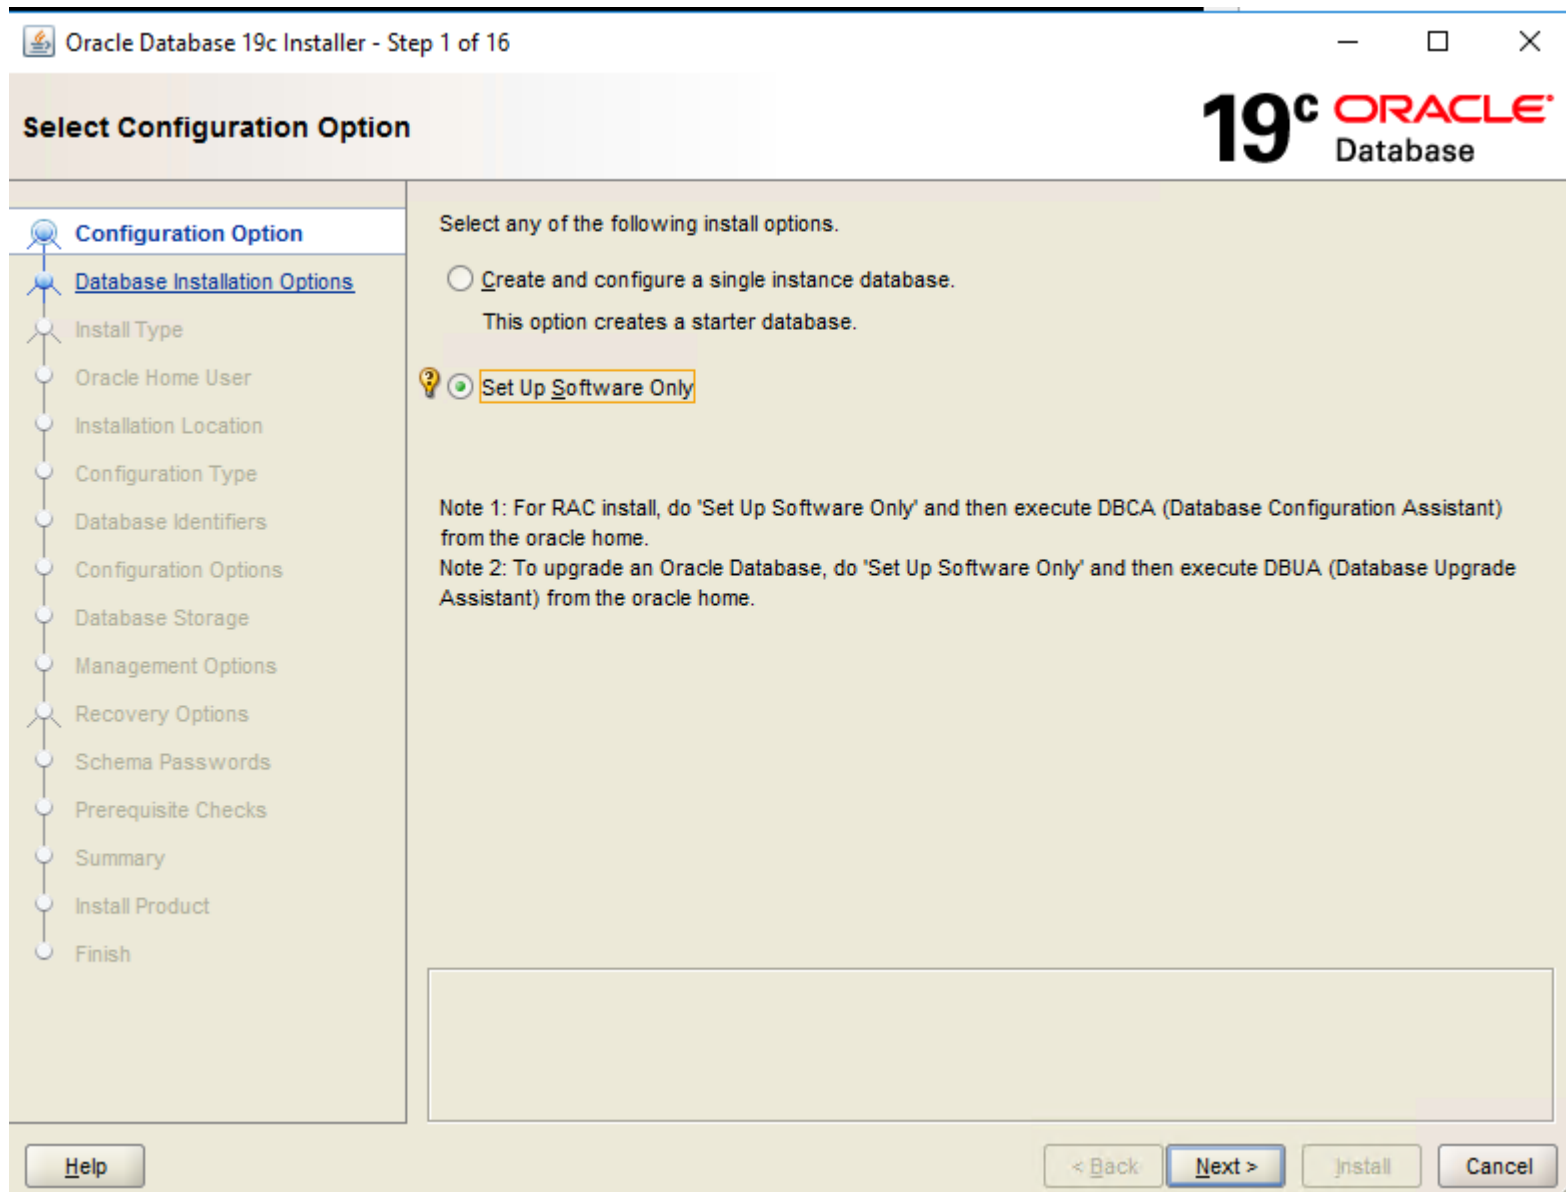 Oracle Database 19c Installer - Step 1 of 16
Select Configuration Option
19c ORACLE
Database
Configuration Option
Database Installation Options
Install Type
Oracle Home User
Installation Location
Configuration Type
Database Identifiers
Configuration Options
Database Storage
Management Options
Recovery Options
Schema Passwords
Prerequisite Checks
Summary
Install Product
Finish
Select any of the following install options.
Create and configure a single instance database.
This option creates a starter database.
Set Up Software Only
Note 1: For RAC install, do 'Set Up Software Only' and then execute DBCA (Database Configuration Assistant)
from the oracle home.
Note 2: To upgrade an Oracle Database, do 'Set Up Software Only' and then execute DBUA (Database Upgrade
Assistant) from the oracle home.
Help
< Back
Next >
Install
Cancel